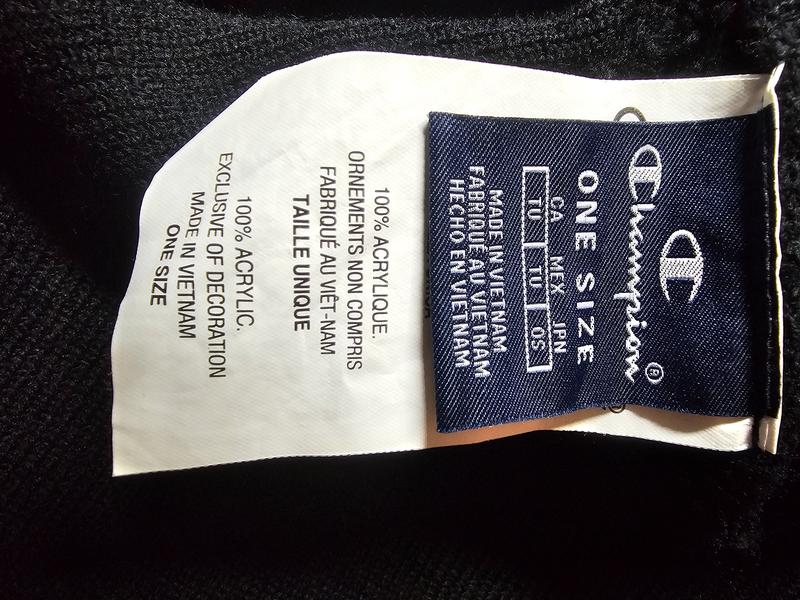 Champion®
ONE SIZE
CA MEX JPN
TU TU OS
MADE IN VIETNAM
FABRIQUÉ AU VIETNAM
HECHO EN VIETNAM
100% ACRYLIQUE.
ORNEMENTS NON COMPRIS
FABRIQUÉ AU VIÊT-NAM
TAILLE UNIQUE
100% ACRYLIC.
EXCLUSIVE OF DECORATION
MADE IN VIETNAM
ONE SIZE